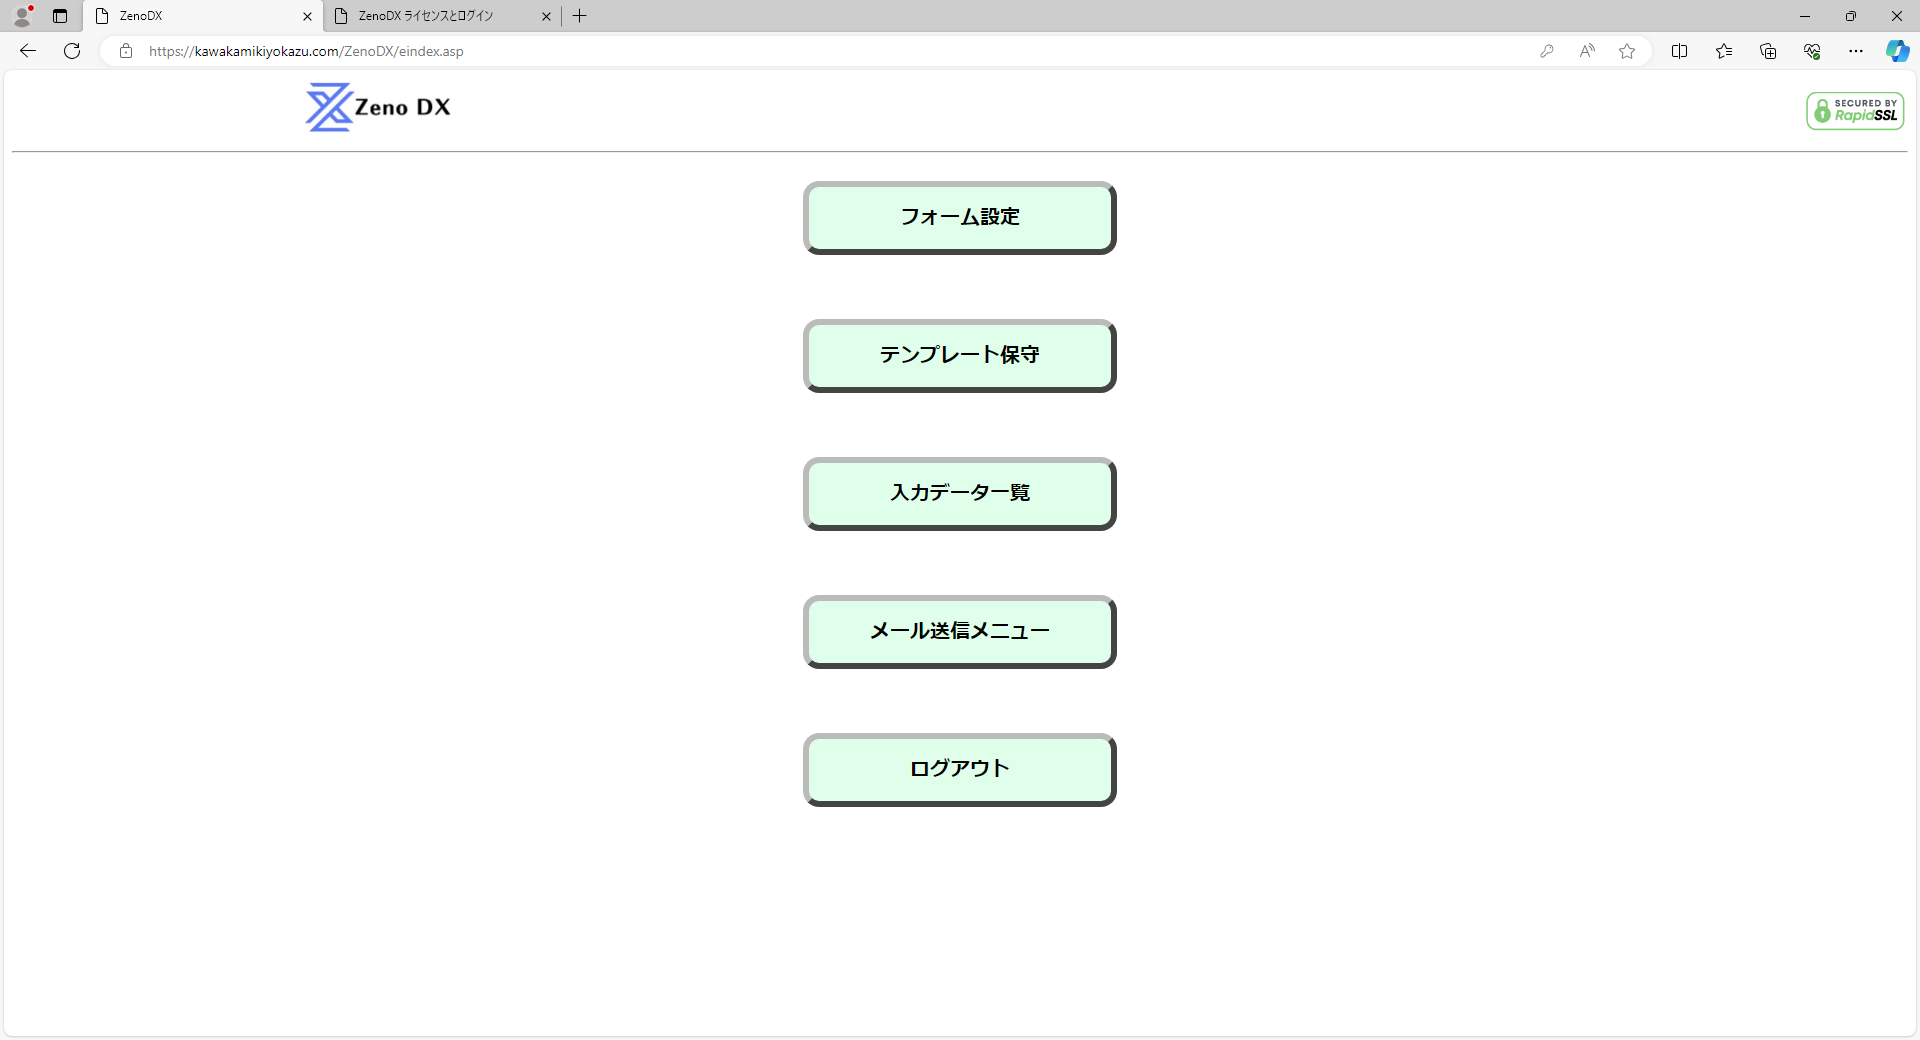 ZenoDX
ZenoDX ライセンスとログイン
https://kawakamikiyokazu.com/ZenoDX/eindex.asp
Zeno DX
SECURED BY
RapidSSL
フォーム設定
テンプレート保守
入力データ一覧
メール送信メニュー
ログアウト